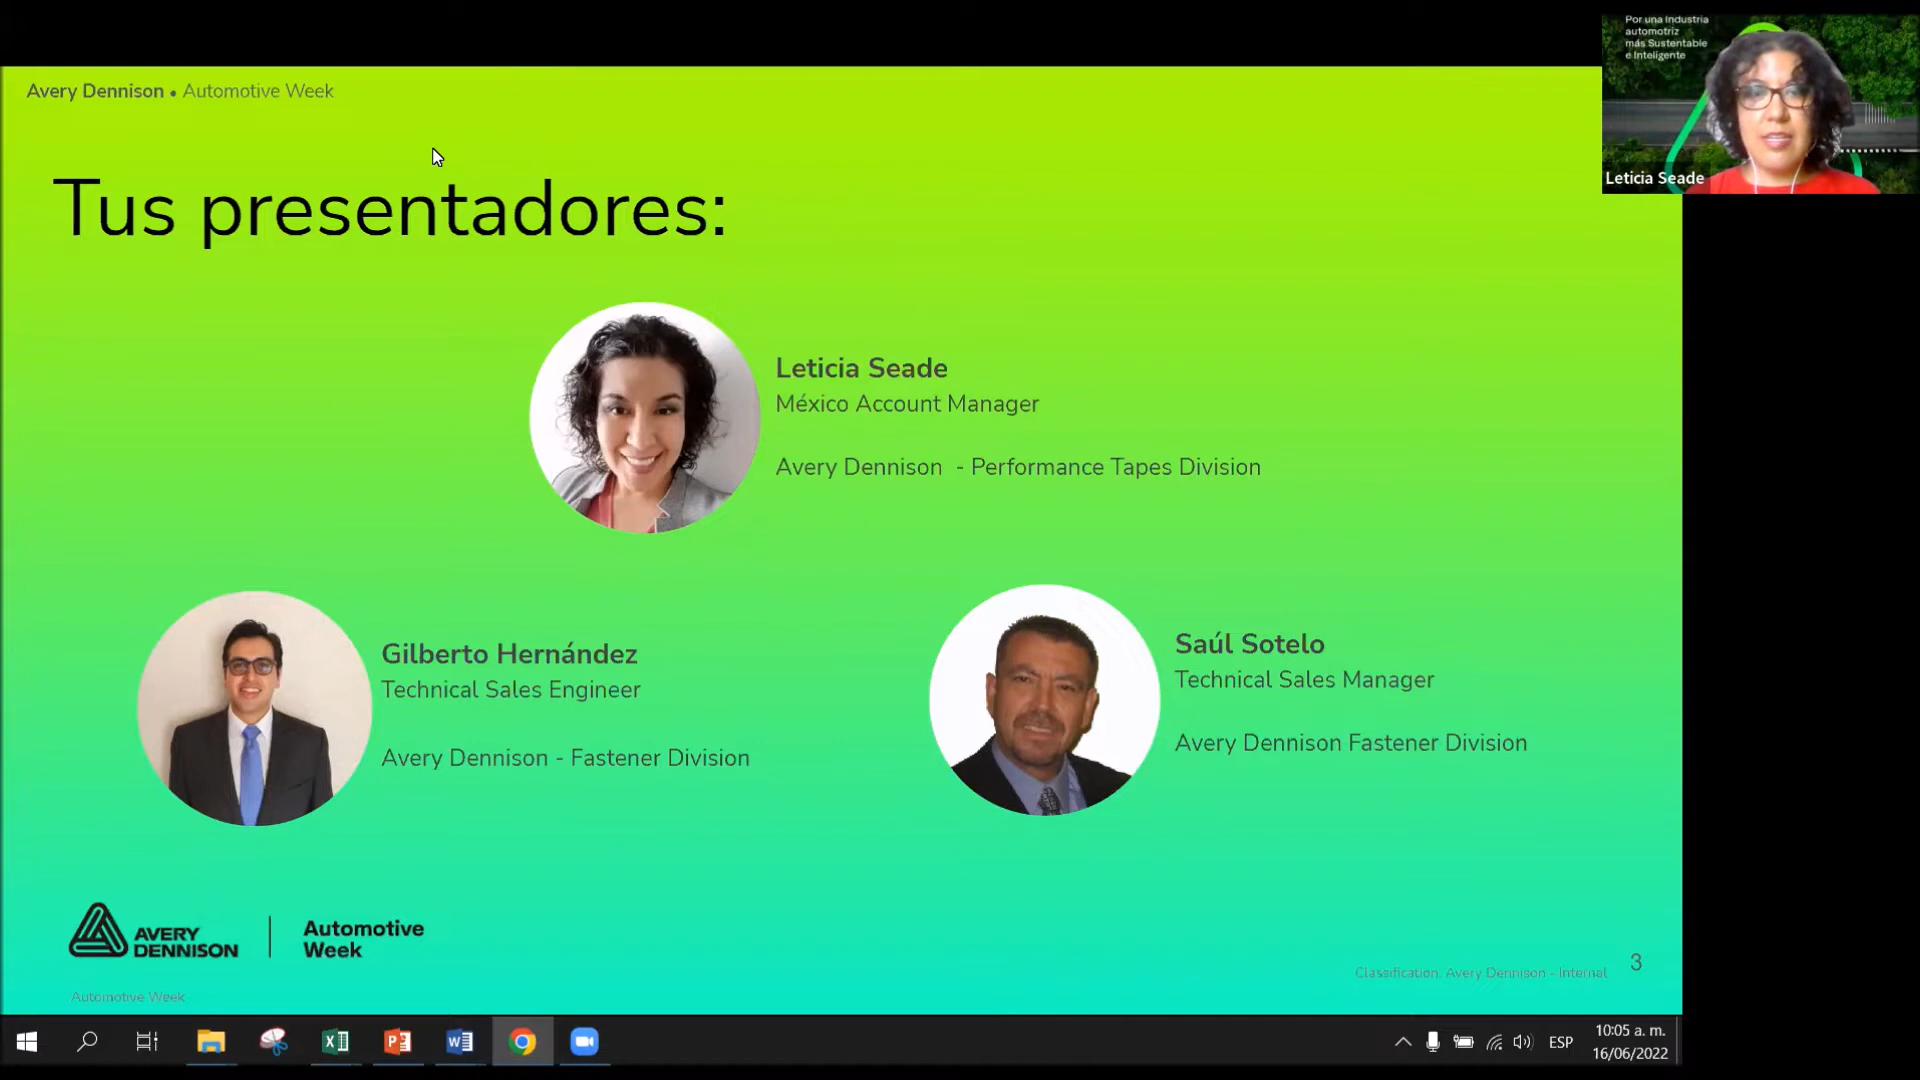 Por una Industria
automotriz
más Sustentable
e Inteligente
Leticia Seade
Avery Dennison • Automotive Week
Tus presentadores:
Leticia Seade
México Account Manager
Avery Dennison - Performance Tapes Division
Gilberto Hernández
Technical Sales Engineer
Avery Dennison - Fastener Division
Saúl Sotelo
Technical Sales Manager
Avery Dennison Fastener Division
AVERY
DENNISON
Automotive
Week
Classification: Avery Dennison - Internal
3
Automotive Week
ESP
10:05 a. m.
16/06/2022